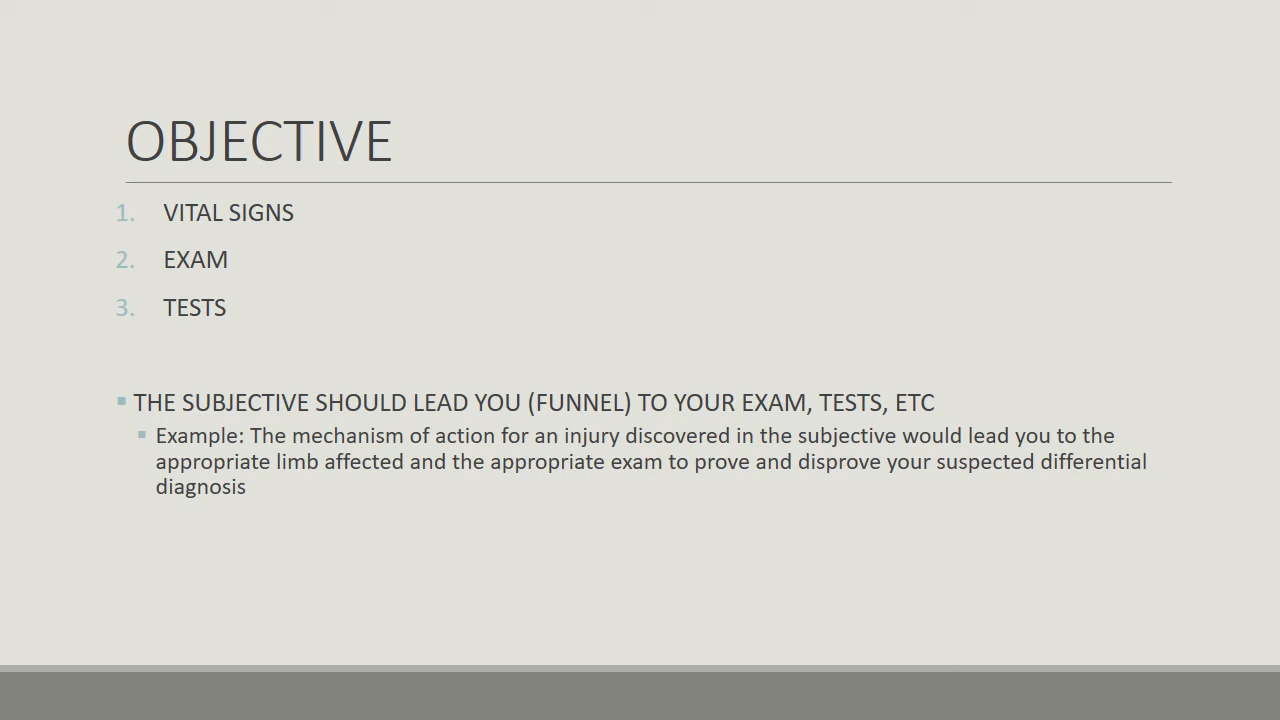 OBJECTIVE
1. VITAL SIGNS
2. EXAM
3. TESTS
▪ THE SUBJECTIVE SHOULD LEAD YOU (FUNNEL) TO YOUR EXAM, TESTS, ETC
▪ Example: The mechanism of action for an injury discovered in the subjective would lead you to the
appropriate limb affected and the appropriate exam to prove and disprove your suspected differential
diagnosis